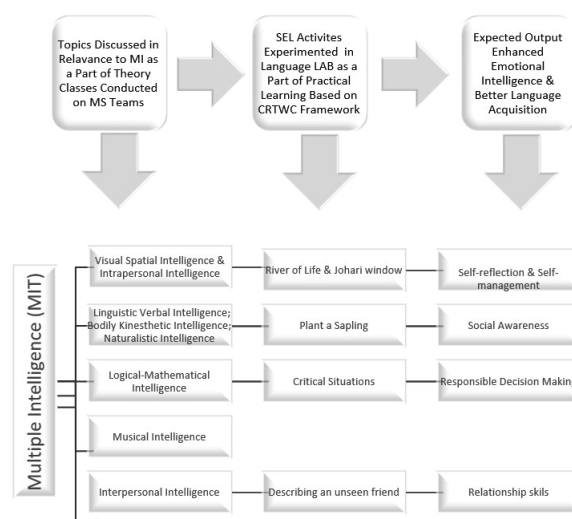 Topics Discussed in
Relavance to MI as
a Part of Theory
Classes Conducted
on MS Teams
SEL Activites
Experimented in
Language LAB as a
Part of Practical
Learning Based on
CRTWC Framework
Expected Output
Enhanced
Emotional
Intelligence &
Better Language
Acquisition
Multiple Intelligence (MIT)
Visual Spatial Intelligence &
Intrapersonal Intelligence
River of Life & Johari window
Self-reflection & Self-
management
Linguistic Verbal Intelligence;
Bodily Kinesthetic Intelligence;
Naturalistic Intelligence
Plant a Sapling
Social Awareness
Logical-Mathematical
Intelligence
Critical Situations
Responsible Decision Making
Musical Intelligence
Interpersonal Intelligence
Describing an unseen friend
Relationship skils